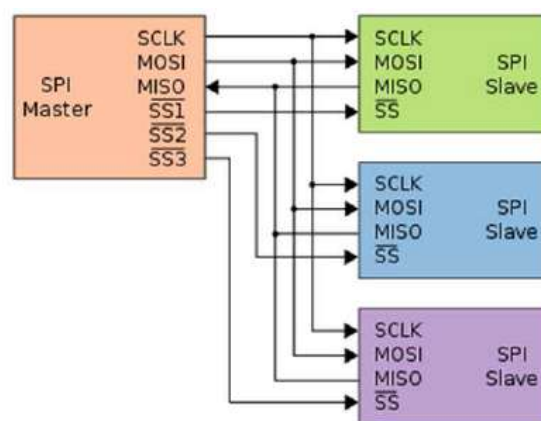 SPI
Master
SCLK
MOSI
MISO
SS1
SS2
SS3
SCLK
MOSI
MISO
SS
SPI
Slave
SCLK
MOSI
MISO
SS
SPI
Slave
SCLK
MOSI
MISO
SS
SPI
Slave